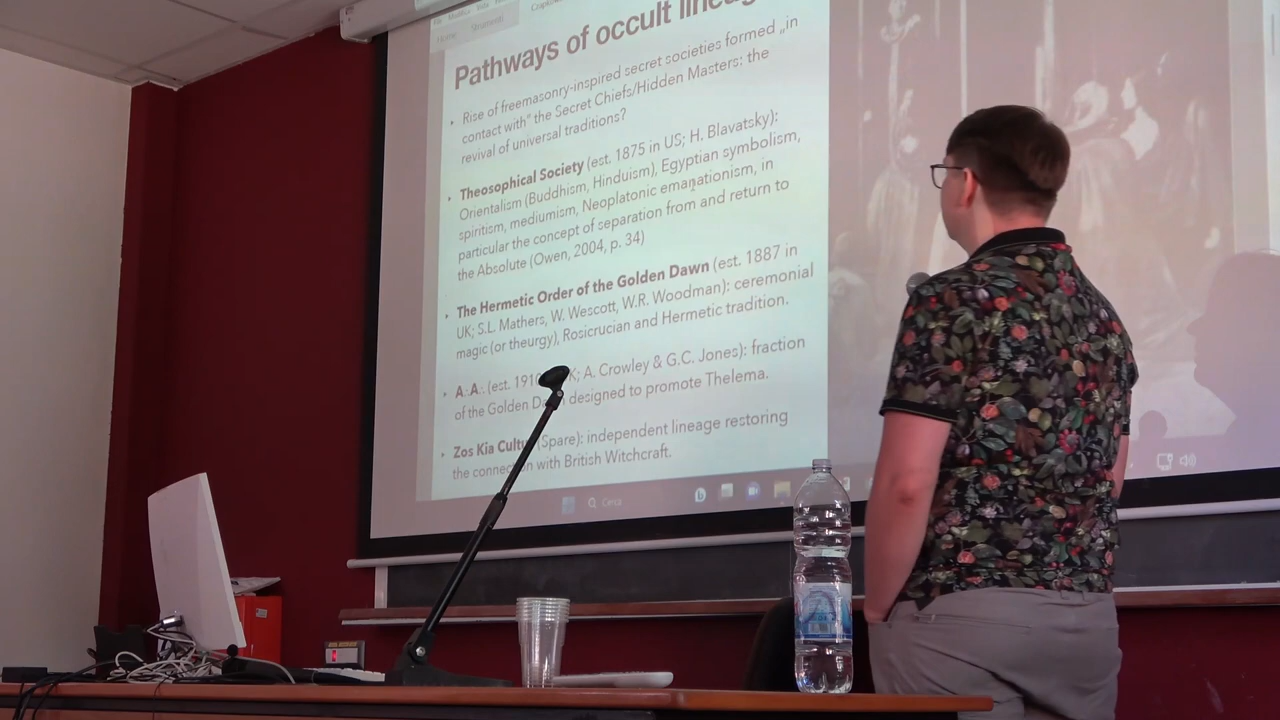 Pathways of occult lineag
Rise of freemasonry-inspired secret societies formed „in
contact with" the Secret Chiefs/Hidden Masters: the
revival of universal traditions?
Theosophical Society (est. 1875 in US; H. Blavatsky):
Orientalism (Buddhism, Hinduism), Egyptian symbolism,
spiritism, mediumism, Neoplatonic emanationism, in
particular the concept of separation from and return to
the Absolute (Owen, 2004, p. 34)
The Hermetic Order of the Golden Dawn (est. 1887 in
UK; S.L. Mathers, W. Wescott, W.R. Woodman): ceremonial
magic (or theurgy), Rosicrucian and Hermetic tradition.
A∴A∴ (est. 1910 K; A. Crowley & G.C. Jones): fraction
of the Golden Dawn designed to promote Thelema.
Zos Kia Cultu (Spare): independent lineage restoring
the connection with British Witchcraft.
Cerca